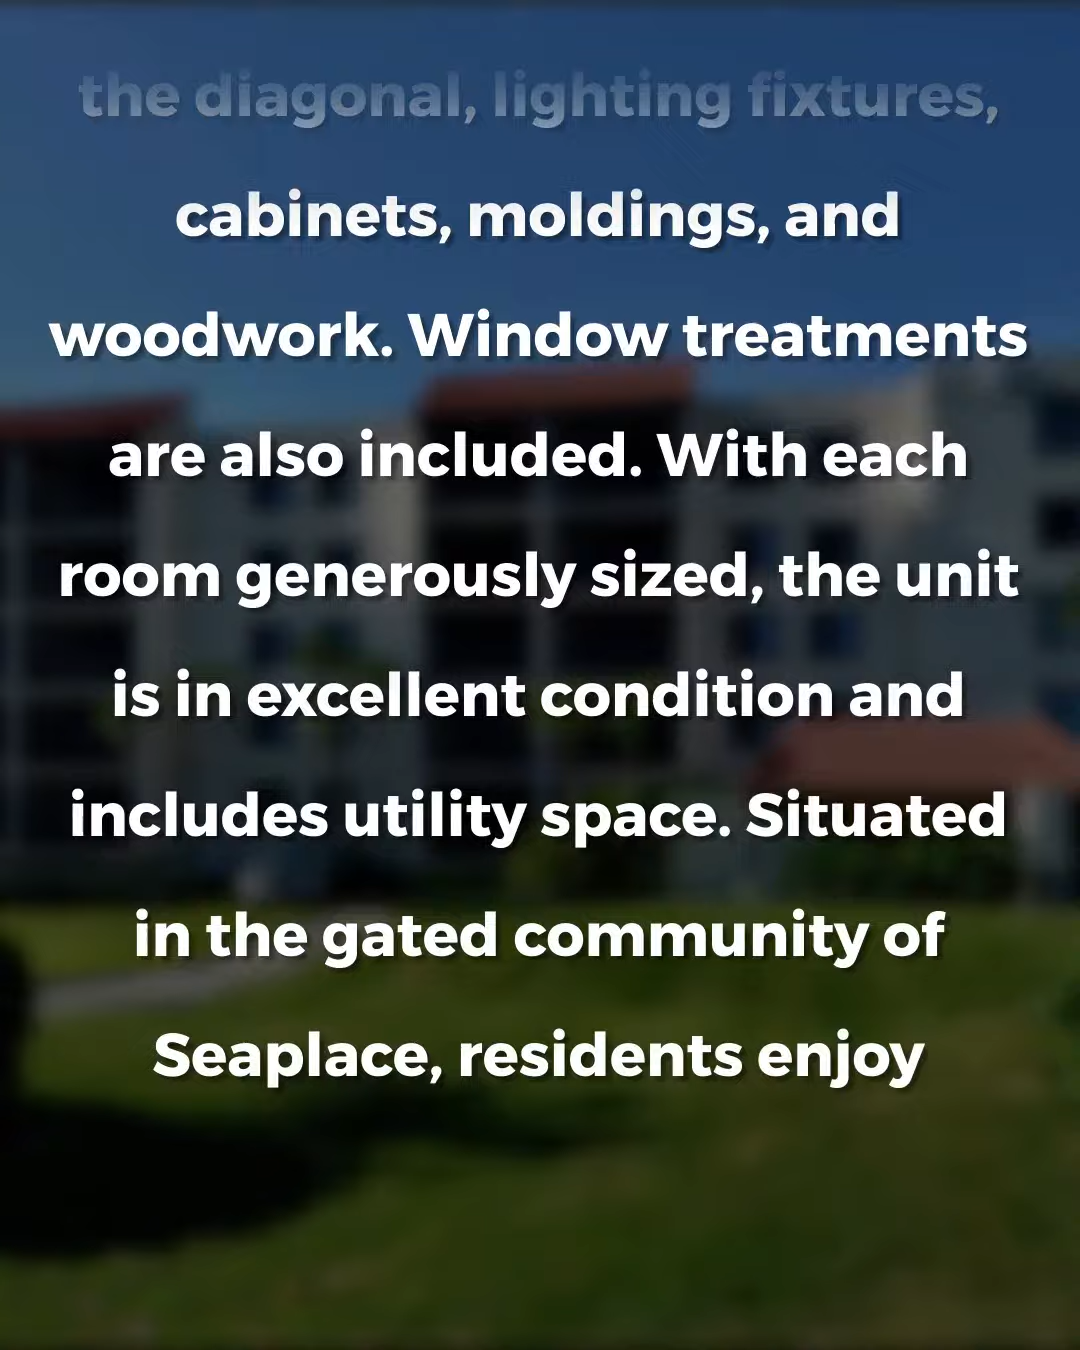 the diagonal, lighting fixtures,
cabinets, moldings, and
woodwork. Window treatments
are also included. With each
room generously sized, the unit
is in excellent condition and
includes utility space. Situated
in the gated community of
Seaplace, residents enjoy